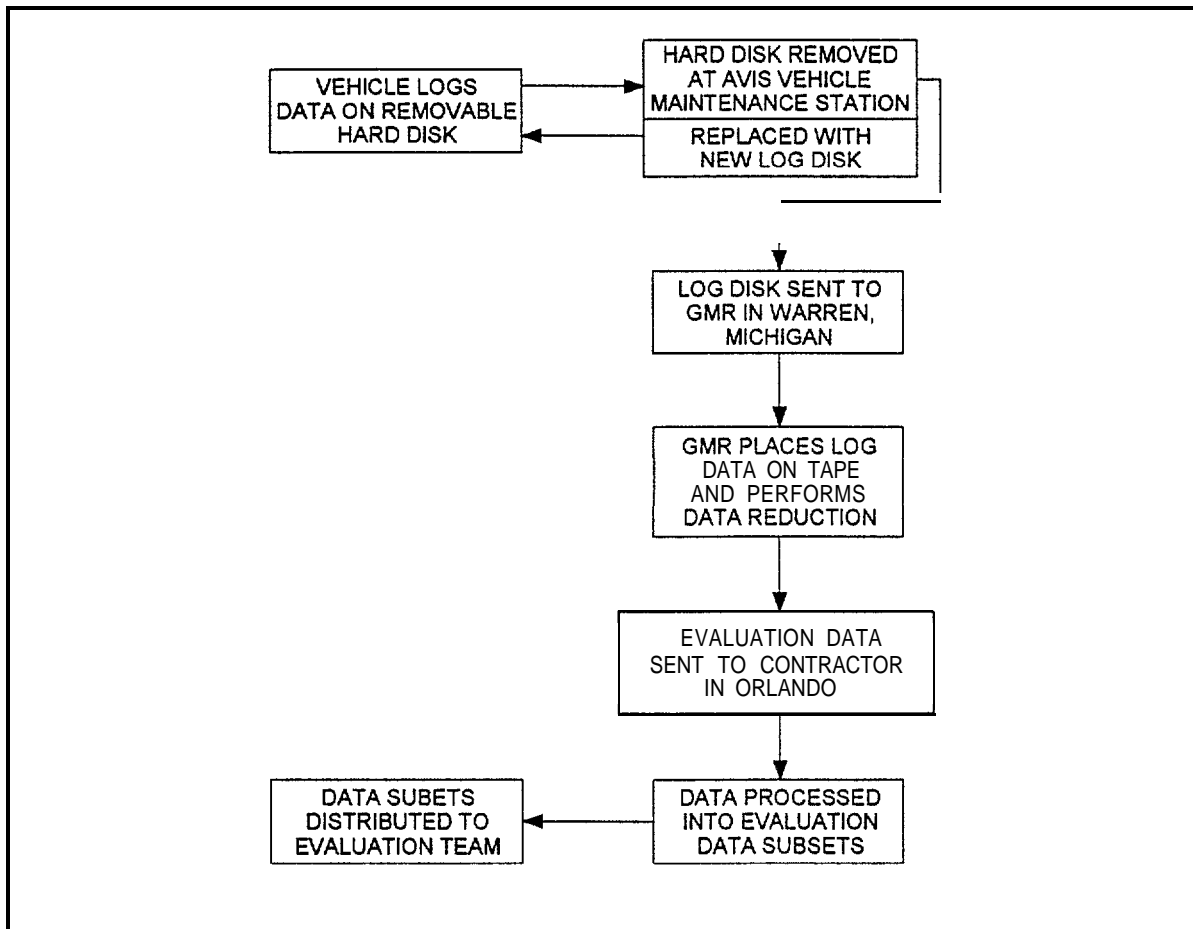 VEHICLE LOGS
DATA ON REMOVABLE
HARD DISK
HARD DISK REMOVED
AT AVIS VEHICLE
MAINTENANCE STATION
REPLACED WITH
NEW LOG DISK
LOG DISK SENT TO
GMR IN WARREN,
MICHIGAN
GMR PLACES LOG
DATA ON TAPE
AND PERFORMS
DATA REDUCTION
EVALUATION DATA
SENT TO CONTRACTOR
IN ORLANDO
DATA PROCESSED
INTO EVALUATION
DATA SUBSETS
DATA SUBETS
DISTRIBUTED TO
EVALUATION TEAM